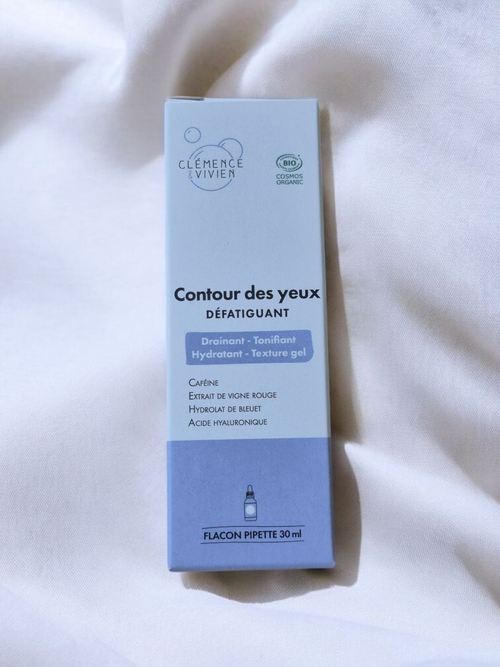 CLÉMENCE
& VIVIEN
BIO
COSMOS
ORGANIC
Contour des yeux
DÉFATIGUANT
Drainant - Tonifiant
Hydratant - Texture gel
CAFÉINE
EXTRAIT DE VIGNE ROUGE
HYDROLAT DE BLEUET
ACIDE HYALURONIQUE
FLACON PIPETTE 30 ml